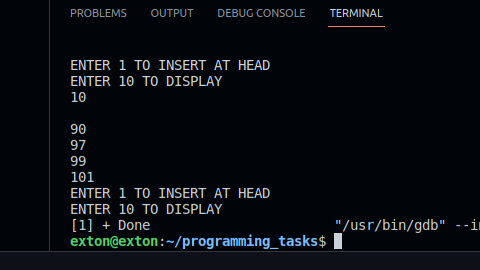 PROBLEMS OUTPUT DEBUG CONSOLE TERMINAL
ENTER 1 TO INSERT AT HEAD
ENTER 10 TO DISPLAY
10
90
97
99
101
ENTER 1 TO INSERT AT HEAD
ENTER 10 TO DISPLAY
[1] + Done "/usr/bin/gdb" --in
exton@exton:~/programming_tasks$